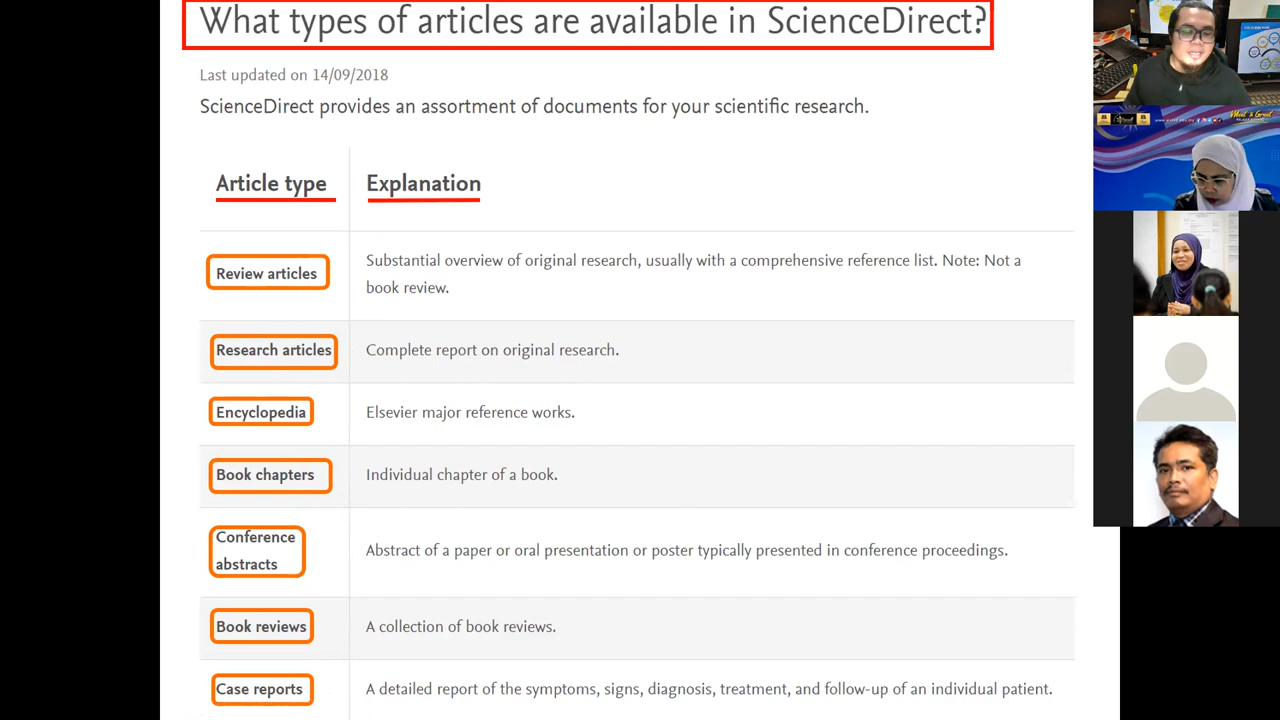 What types of articles are available in ScienceDirect?
Last updated on 14/09/2018
ScienceDirect provides an assortment of documents for your scientific research.
Article type
Explanation
Review articles
Substantial overview of original research, usually with a comprehensive reference list. Note: Not a
book review.
Research articles
Complete report on original research.
Encyclopedia
Elsevier major reference works.
Book chapters
Individual chapter of a book.
Conference
abstracts
Abstract of a paper or oral presentation or poster typically presented in conference proceedings.
Book reviews
A collection of book reviews.
Case reports
A detailed report of the symptoms, signs, diagnosis, treatment, and follow-up of an individual patient.